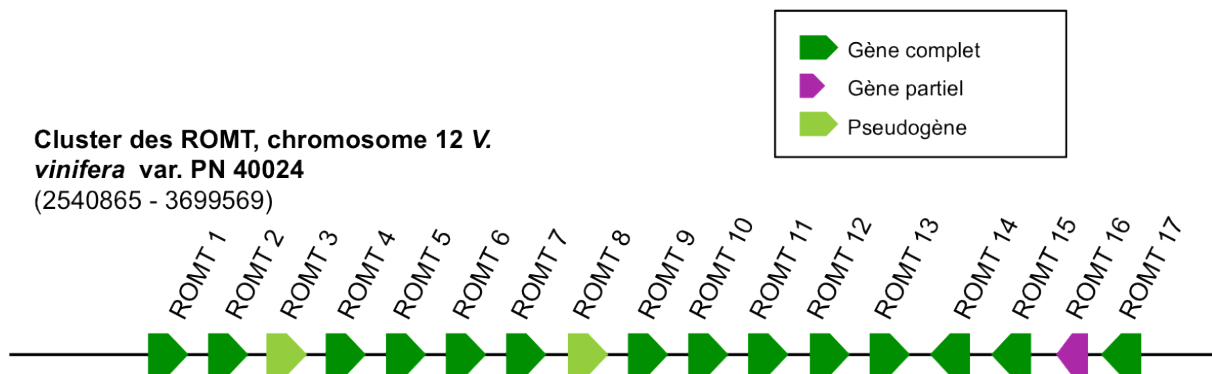 Gène complet
Gène partiel
Pseudogène
Cluster des ROMT, chromosome 12 V.
vinifera var. PN 40024
(2540865 - 3699569)
ROMT 1
ROMT 2
ROMT 3
ROMT 4
ROMT 5
ROMT 6
ROMT 7
ROMT 8
ROMT 9
ROMT 10
ROMT 11
ROMT 12
ROMT 13
ROMT 14
ROMT 15
ROMT 16
ROMT 17